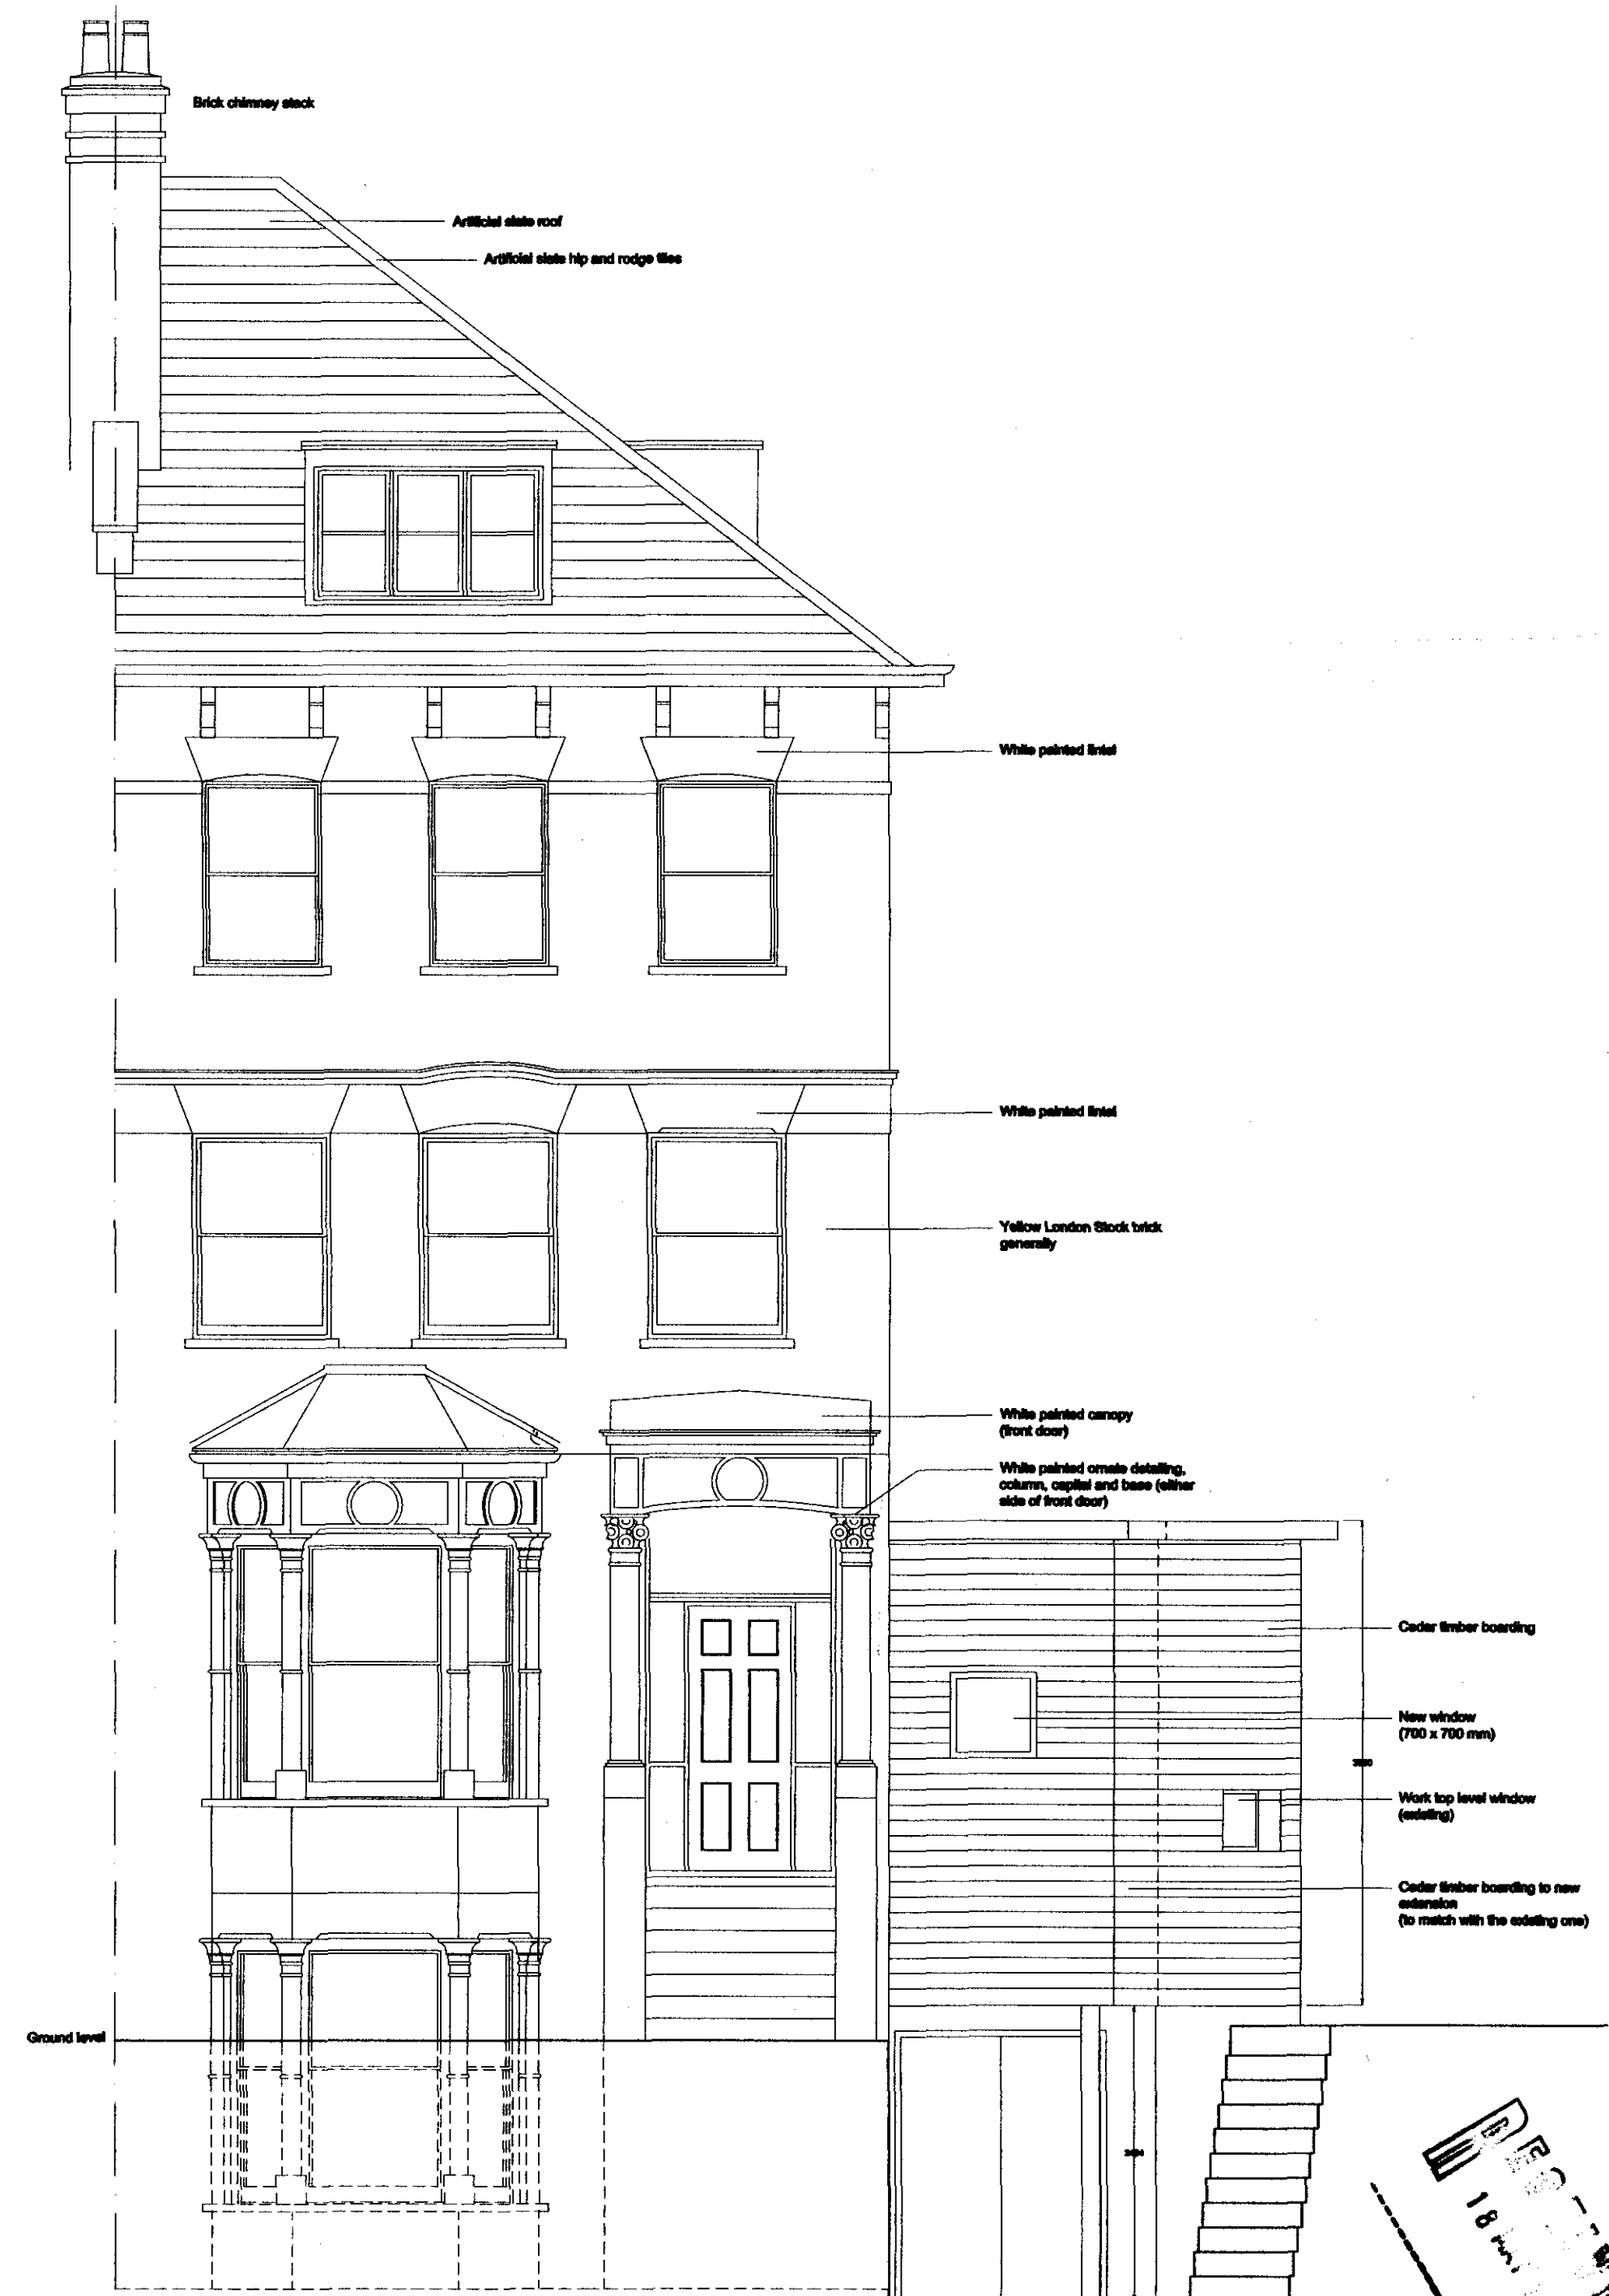 Brick chimney stack
Artificial slate roof
Artificial slate hip and rodge tiles
White painted lintel
White painted lintel
Yellow London Stock brick
generally
White painted canopy
(front door)
White painted ornate detailing,
column, capital and base (either
side of front door)
Cedar timber boarding
New window
(700 x 700 mm)
Work top level window
(existing)
Cedar timber boarding to new
extension
(to match with the existing one)
Ground level
18